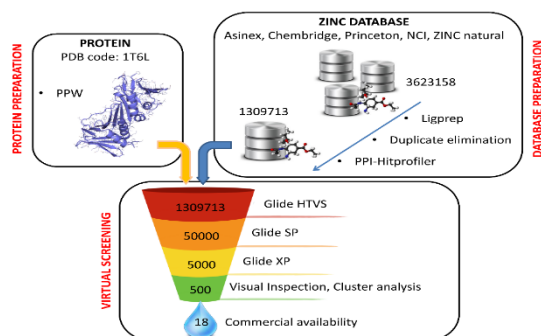 PROTEIN PREPARATION
PROTEIN
PDB code: 1T6L
• PPW
ZINC DATABASE
Asinex, Chembridge, Princeton, NCI, ZINC natural
3623158
1309713
• Ligprep
• Duplicate elimination
• PPI-Hitprofiler
DATABASE PREPARATION
VIRTUAL SCREENING
1309713 Glide HTVS
50000 Glide SP
5000 Glide XP
500 Visual Inspection, Cluster analysis
18 Commercial availability